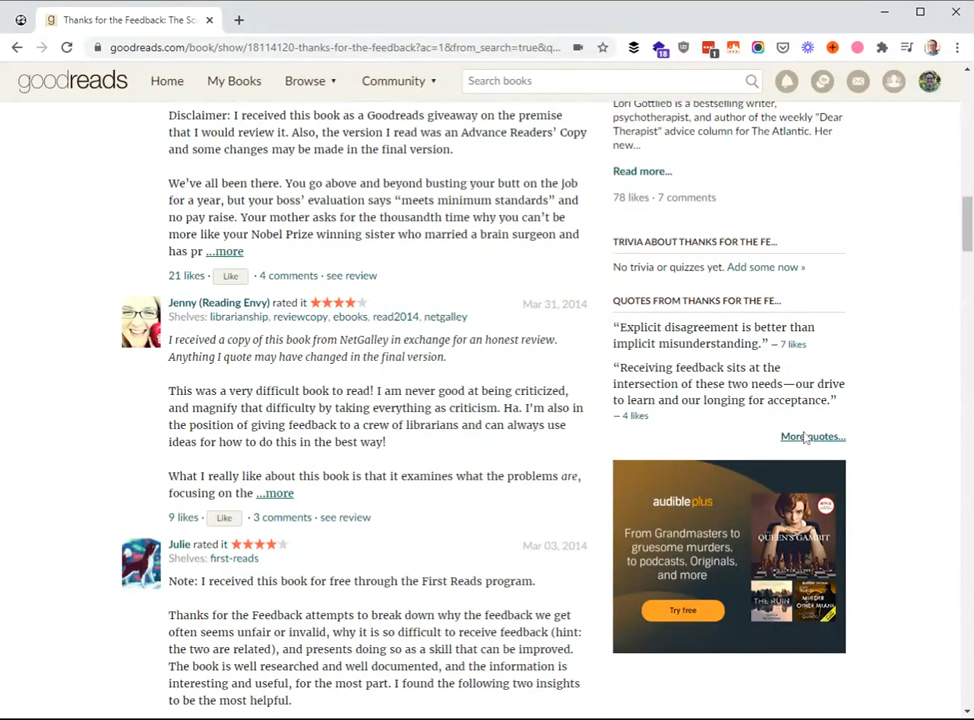 Thanks for the Feedback: The Sc
goodreads.com/book/show/18114120-thanks-for-the-feedback?ac=1&from_search=true&q...
18
1
goodreads
Home
My Books
Browse
Community
Search books
Disclaimer: I received this book as a Goodreads giveaway on the premise
that I would review it. Also, the version I read was an Advance Readers' Copy
and some changes may be made in the final version.
We've all been there. You go above and beyond busting your butt on the job
for a year, but your boss' evaluation says "meets minimum standards" and
no pay raise. Your mother asks for the thousandth time why you can't be
more like your Nobel Prize winning sister who married a brain surgeon and
has pr ...more
21 likes · Like · 4 comments · see review
Jenny (Reading Envy) rated it
Mar 31, 2014
Shelves: librarianship, reviewcopy, ebooks, read2014, netgalley
I received a copy of this book from NetGalley in exchange for an honest review.
Anything I quote may have changed in the final version.
This was a very difficult book to read! I am never good at being criticized,
and magnify that difficulty by taking everything as criticism. Ha. I'm also in
the position of giving feedback to a crew of librarians and can always use
ideas for how to do this in the best way!
What I really like about this book is that it examines what the problems are,
focusing on the ...more
9 likes · Like · 3 comments · see review
Julie rated it
Mar 03, 2014
Shelves: first-reads
Note: I received this book for free through the First Reads program.
Thanks for the Feedback attempts to break down why the feedback we get
often seems unfair or invalid, why it is so difficult to receive feedback (hint:
the two are related), and presents doing so as a skill that can be improved.
The book is well researched and well documented, and the information is
interesting and useful, for the most part. I found the following two insights
to be the most helpful.
Lori Gottlieb is a bestselling writer,
psychotherapist, and author of the weekly "Dear
Therapist" advice column for The Atlantic. Her
new...
Read more...
78 likes · 7 comments
TRIVIA ABOUT THANKS FOR THE FE...
No trivia or quizzes yet. Add some now »
QUOTES FROM THANKS FOR THE FE...
"Explicit disagreement is better than
implicit misunderstanding." — 7 likes
"Receiving feedback sits at the
intersection of these two needs—our drive
to learn and our longing for acceptance."
— 4 likes
More quotes...
audible plus
From Grandmasters to
gruesome murders,
to podcasts. Originals,
and more
Try free
QUEEN'S GAMBIT
THE RUIN
MURDER
OTHER MEANS